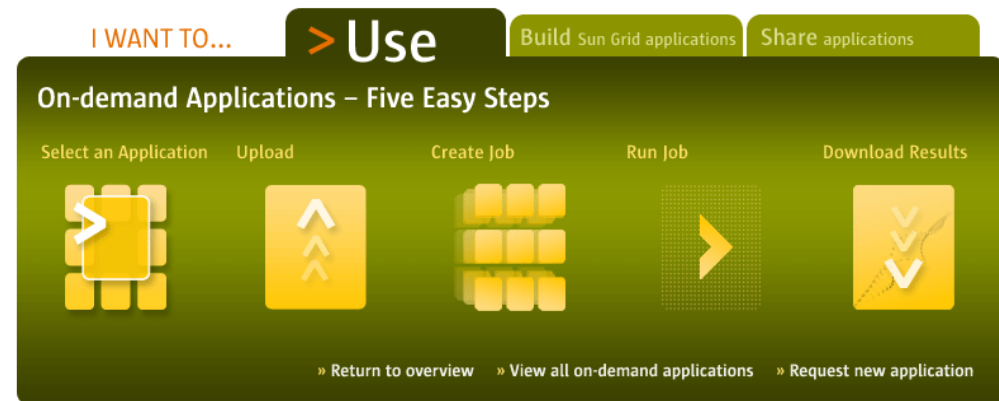 I WANT TO...
> Use
Build Sun Grid applications
Share applications
On-demand Applications – Five Easy Steps
Select an Application
Upload
Create Job
Run Job
Download Results
» Return to overview
» View all on-demand applications
» Request new application